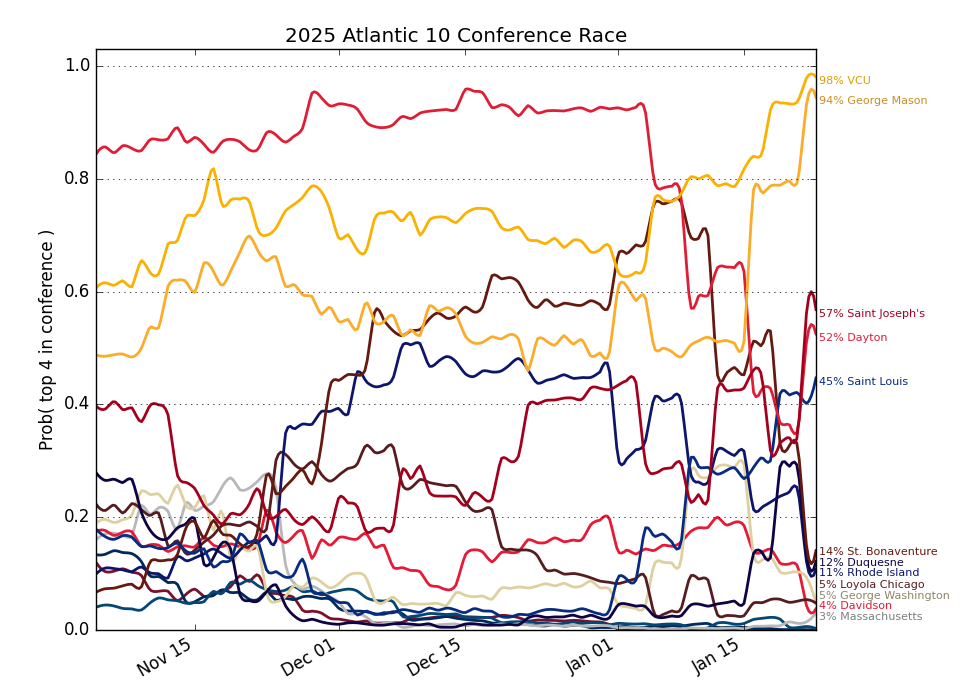 2025 Atlantic 10 Conference Race
Prob( top 4 in conference )
1.0
0.8
0.6
0.4
0.2
0.0
Nov 15
Dec 01
Dec 15
Jan 01
Jan 15
98% VCU
94% George Mason
57% Saint Joseph's
52% Dayton
45% Saint Louis
14% St. Bonaventure
12% Duquesne
11% Rhode Island
5% Loyola Chicago
5% George Washington
4% Davidson
3% Massachusetts